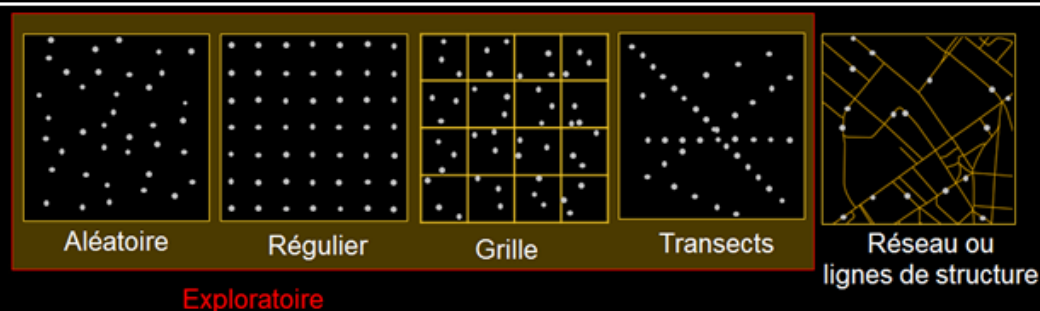 Aléatoire
Régulier
Grille
Transects
Réseau ou
lignes de structure
Exploratoire